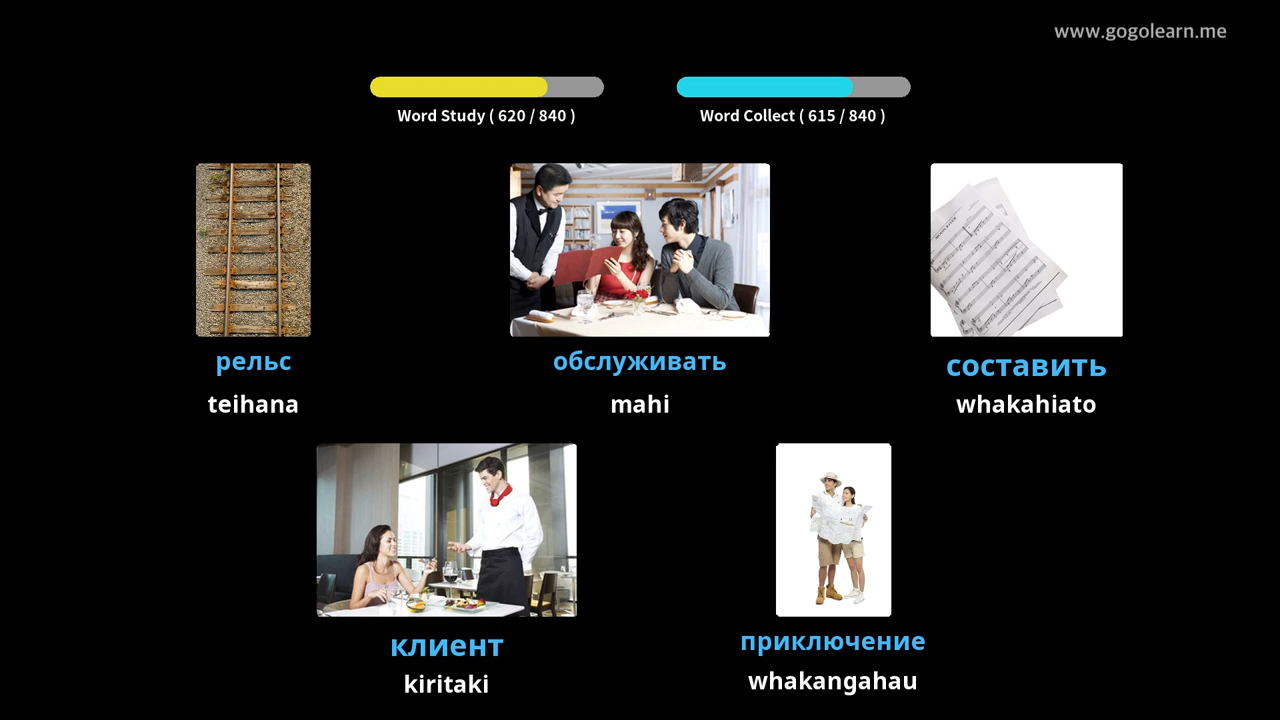 www.gogolearn.me
Word Study ( 620 / 840 )
Word Collect ( 615 / 840 )
рельс
обслуживать
составить
teihana
mahi
whakahiato
клиент
приключение
kiritaki
whakangahau